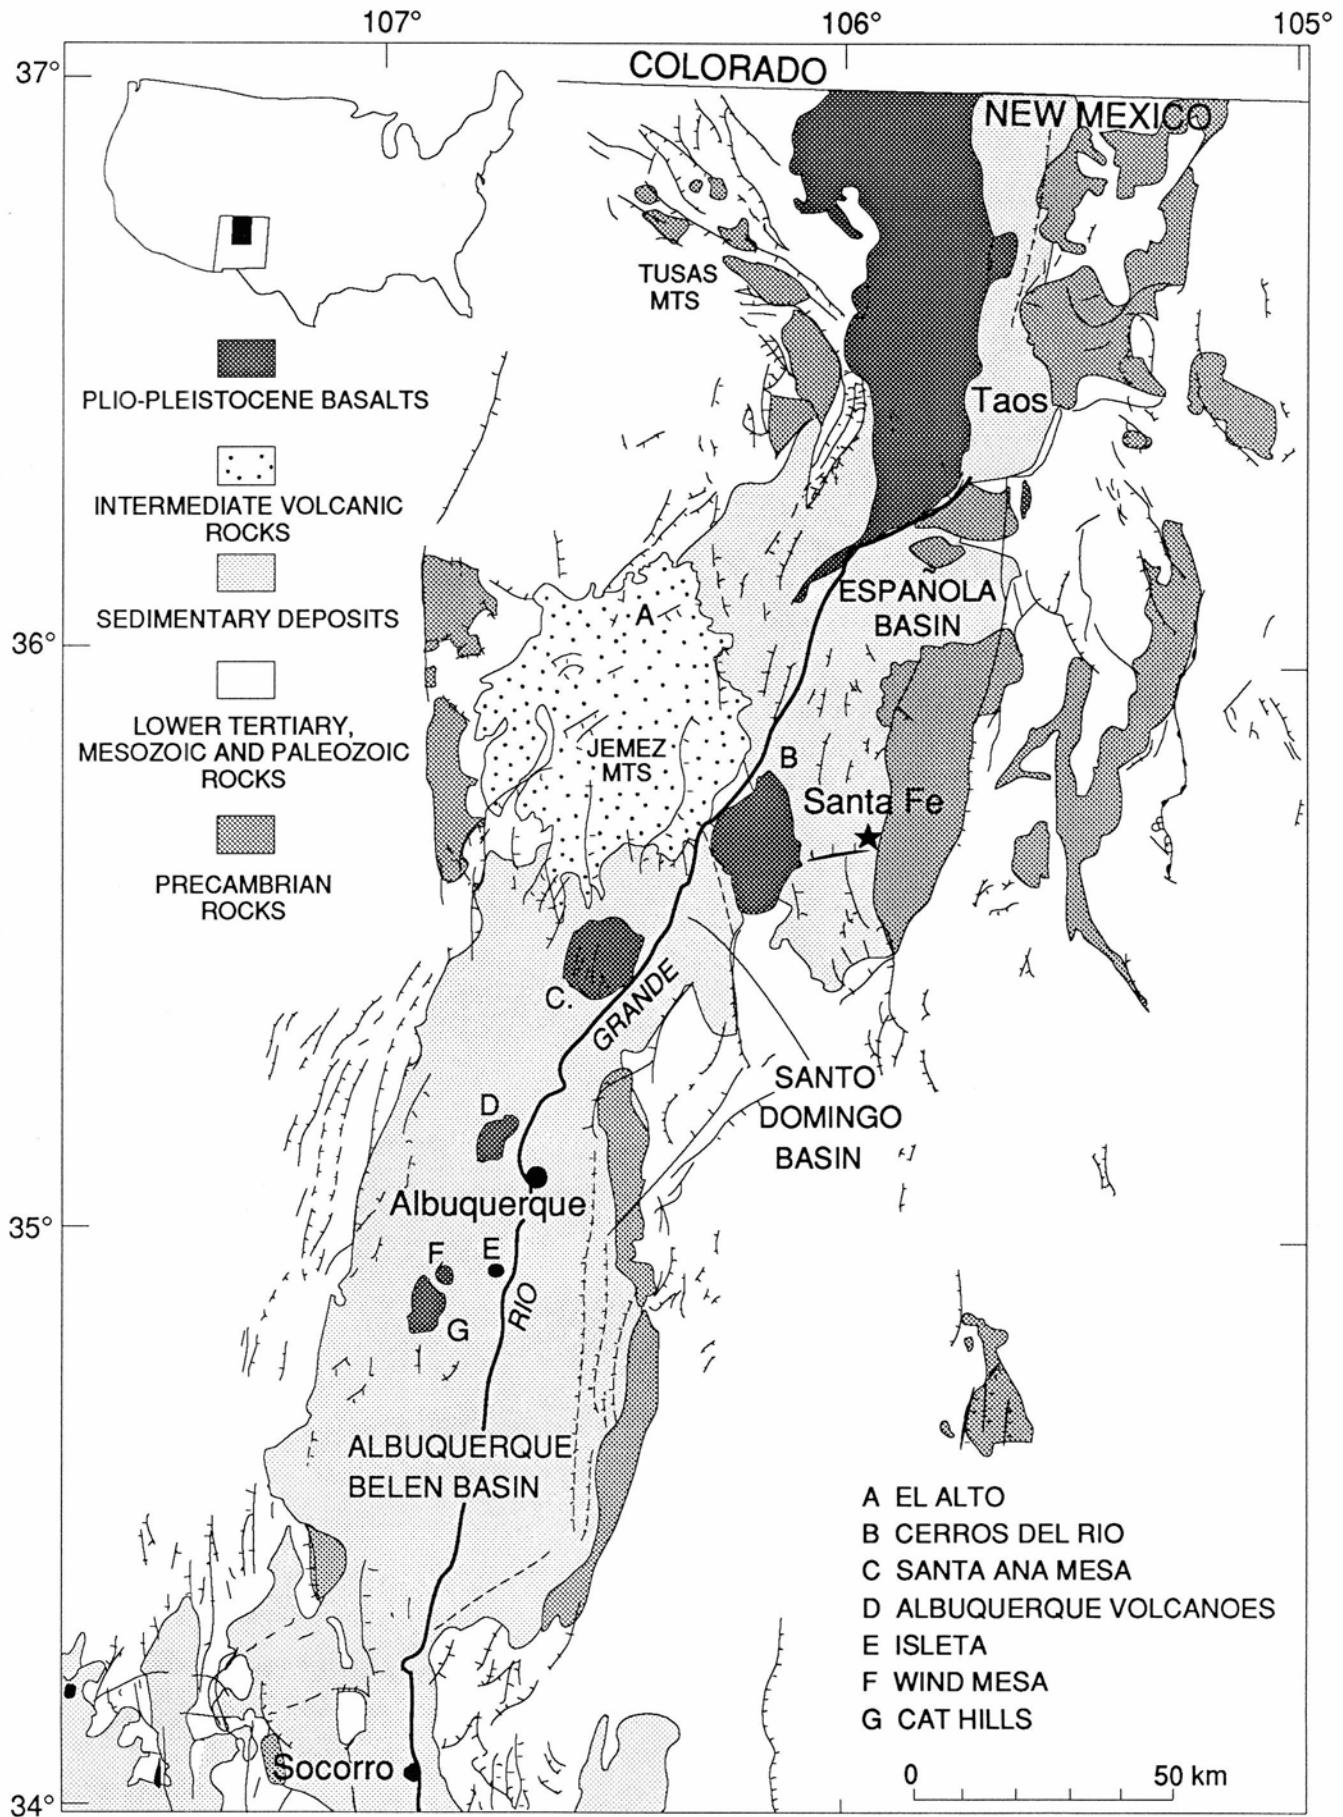 107°
106°
105°
37°
COLORADO
NEW MEXICO
TUSAS
MTS
PLIO-PLEISTOCENE BASALTS
Taos
INTERMEDIATE VOLCANIC
ROCKS
SEDIMENTARY DEPOSITS
ESPAÑOLA
BASIN
A
36°
LOWER TERTIARY,
MESOZOIC AND PALEOZOIC
ROCKS
JEMEZ
MTS
B
Santa Fe
PRECAMBRIAN
ROCKS
C.
GRANDE
SANTO
DOMINGO
BASIN
D
Albuquerque
35°
F
E
G
RIO
ALBUQUERQUE
BELEN BASIN
A EL ALTO
B CERROS DEL RIO
C SANTA ANA MESA
D ALBUQUERQUE VOLCANOES
E ISLETA
F WIND MESA
G CAT HILLS
Socorro
0 50 km
34°